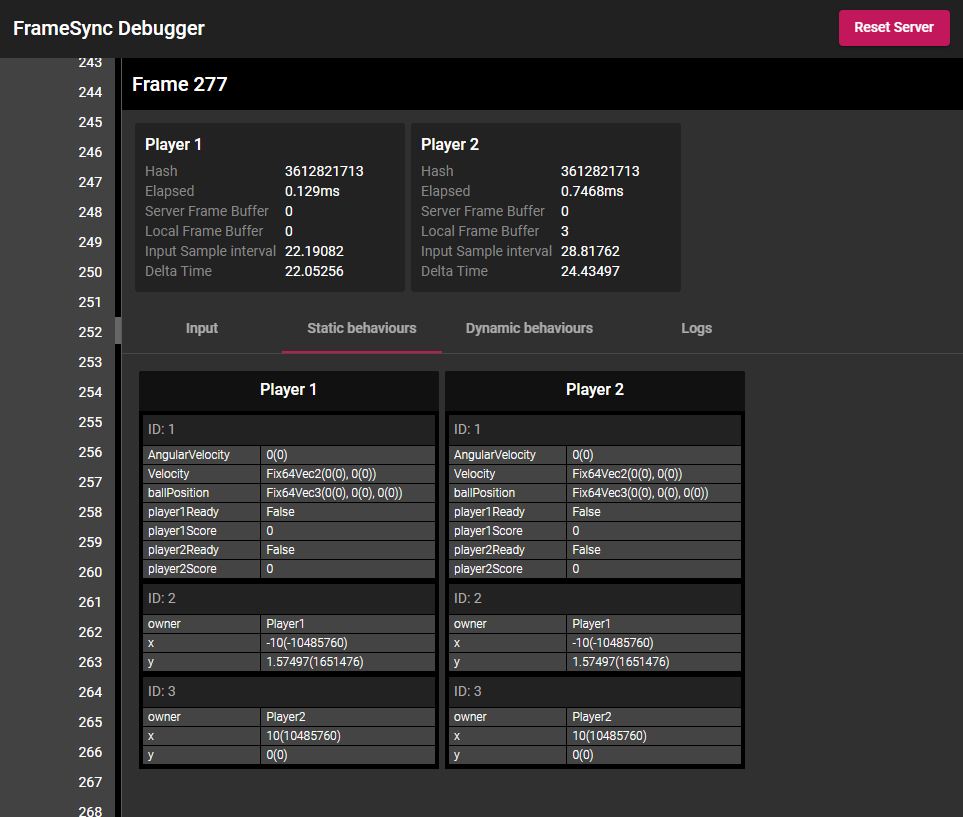 FrameSync Debugger
Reset Server
243
244
245
246
247
248
249
250
251
252
253
254
255
256
257
258
259
260
261
262
263
264
265
266
267
268
Frame 277
Player 1
Hash 3612821713
Elapsed 0.129ms
Server Frame Buffer 0
Local Frame Buffer 0
Input Sample interval 22.19082
Delta Time 22.05256
Player 2
Hash 3612821713
Elapsed 0.7468ms
Server Frame Buffer 0
Local Frame Buffer 3
Input Sample interval 28.81762
Delta Time 24.43497
Input Static behaviours Dynamic behaviours Logs
Player 1
ID: 1
AngularVelocity 0(0)
Velocity Fix64Vec2(0(0), 0(0))
ballPosition Fix64Vec3(0(0), 0(0), 0(0))
player1Ready False
player1Score 0
player2Ready False
player2Score 0
ID: 2
owner Player1
x -10(-10485760)
y 1.57497(1651476)
ID: 3
owner Player2
x 10(10485760)
y 0(0)
Player 2
ID: 1
AngularVelocity 0(0)
Velocity Fix64Vec2(0(0), 0(0))
ballPosition Fix64Vec3(0(0), 0(0), 0(0))
player1Ready False
player1Score 0
player2Ready False
player2Score 0
ID: 2
owner Player1
x -10(-10485760)
y 1.57497(1651476)
ID: 3
owner Player2
x 10(10485760)
y 0(0)